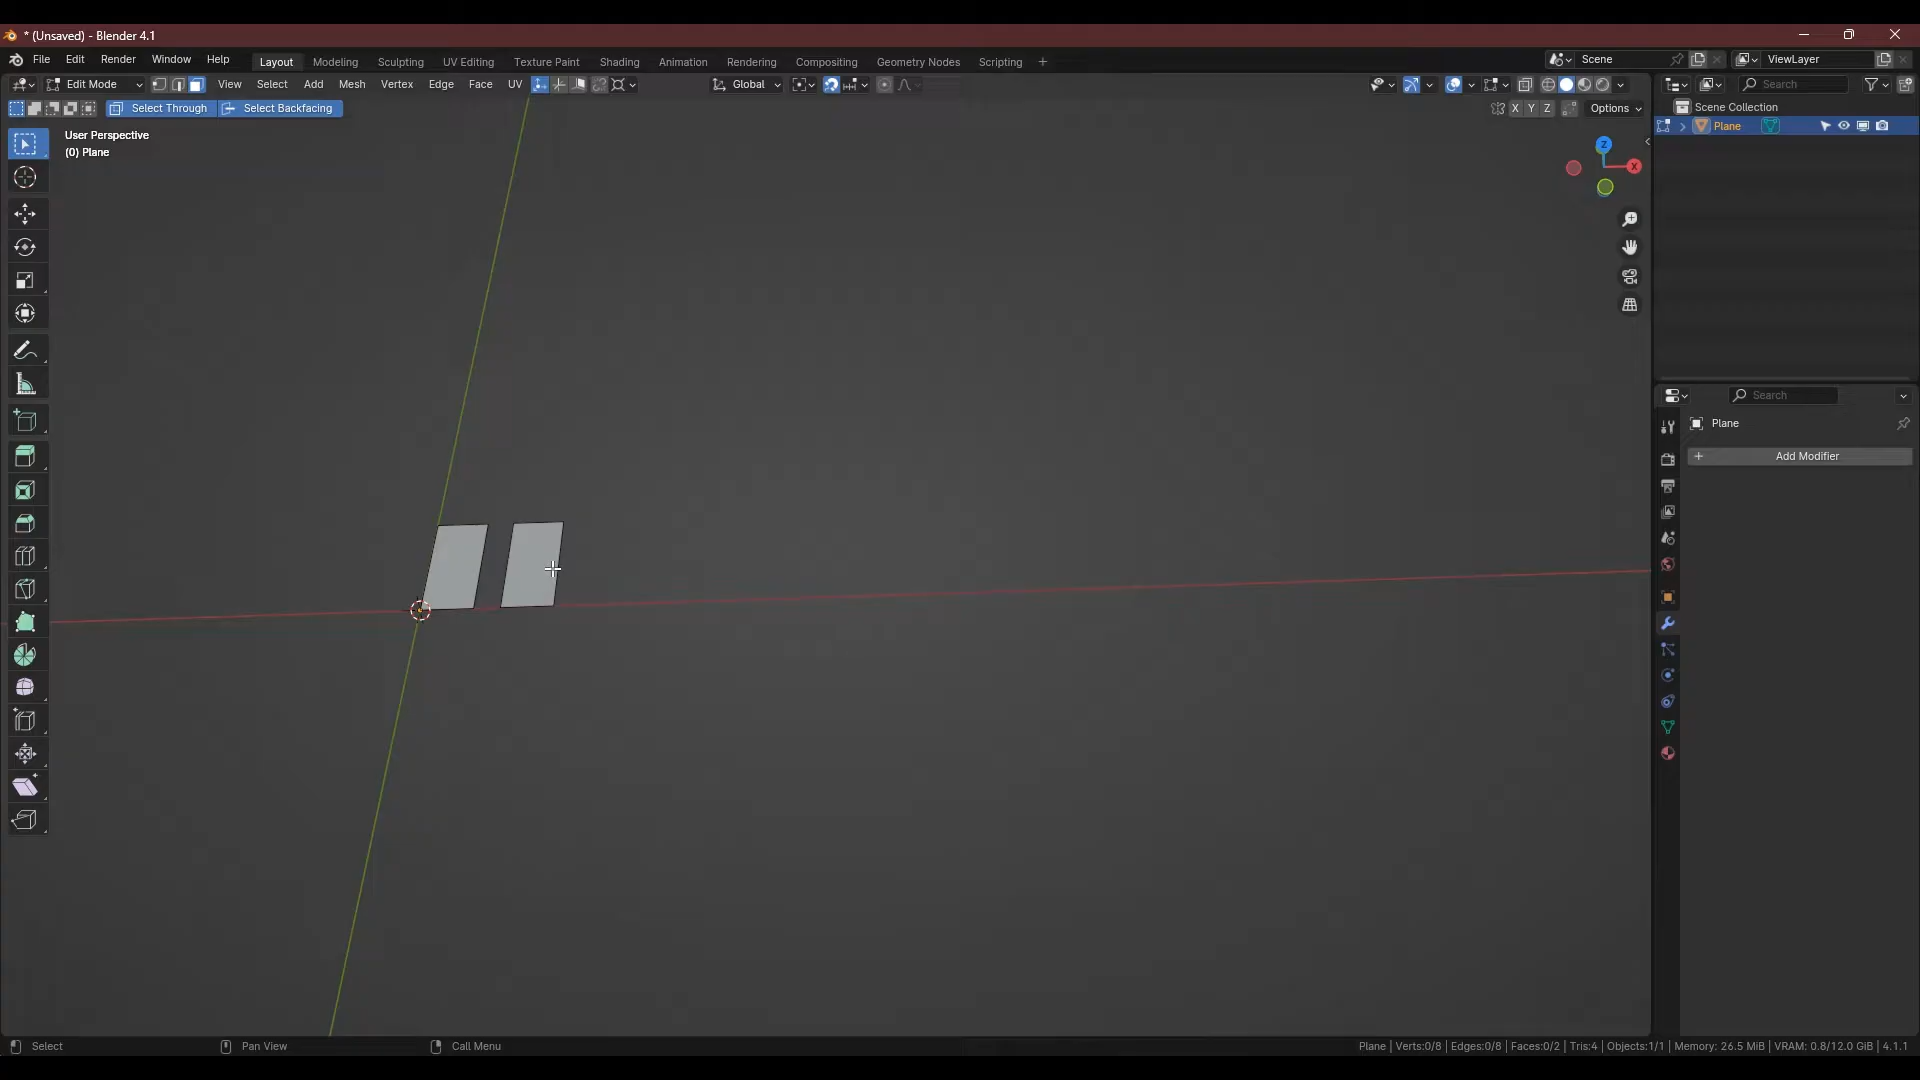 * (Unsaved) - Blender 4.1
File Edit Render Window Help Layout Modeling Sculpting UV Editing Texture Paint Shading Animation Rendering Compositing Geometry Nodes Scripting + Scene ViewLayer
Edit Mode View Select Add Mesh Vertex Edge Face UV Global Search
Select Through Select Backfacing X Y Z Options Scene Collection
Plane
User Perspective
(0) Plane
Z
X
Search
Plane
+ Add Modifier
Select Pan View Call Menu Plane | Verts:0/8 | Edges:0/8 | Faces:0/2 | Tris:4 | Objects:1/1 | Memory: 26.5 MiB | VRAM: 0.8/12.0 GiB | 4.1.1